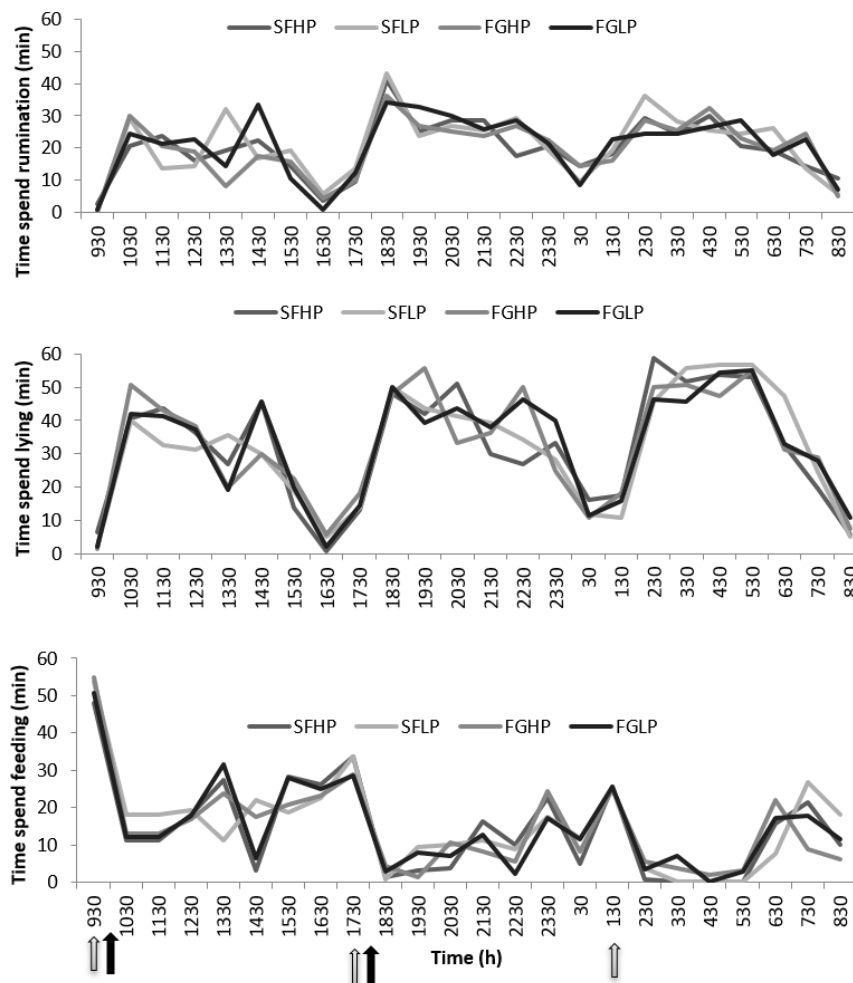 Time spend rumination (min)
SFHP SFLP FGHP FGLP
60
50
40
30
20
10
0
930 1030 1130 1230 1330 1430 1530 1630 1730 1830 1930 2030 2130 2230 2330 30 130 230 330 430 530 630 730 830
Time spend lying (min)
SFHP SFLP FGHP FGLP
60
50
40
30
20
10
0
930 1030 1130 1230 1330 1430 1530 1630 1730 1830 1930 2030 2130 2230 2330 30 130 230 330 430 530 630 730 830
Time spend feeding (min)
60
50
40
30
20
10
0
SFHP SFLP FGHP FGLP
930 1030 1130 1230 1330 1430 1530 1630 1730 1830 1930 2030 2130 2230 2330 30 130 230 330 430 530 630 730 830
Time (h)